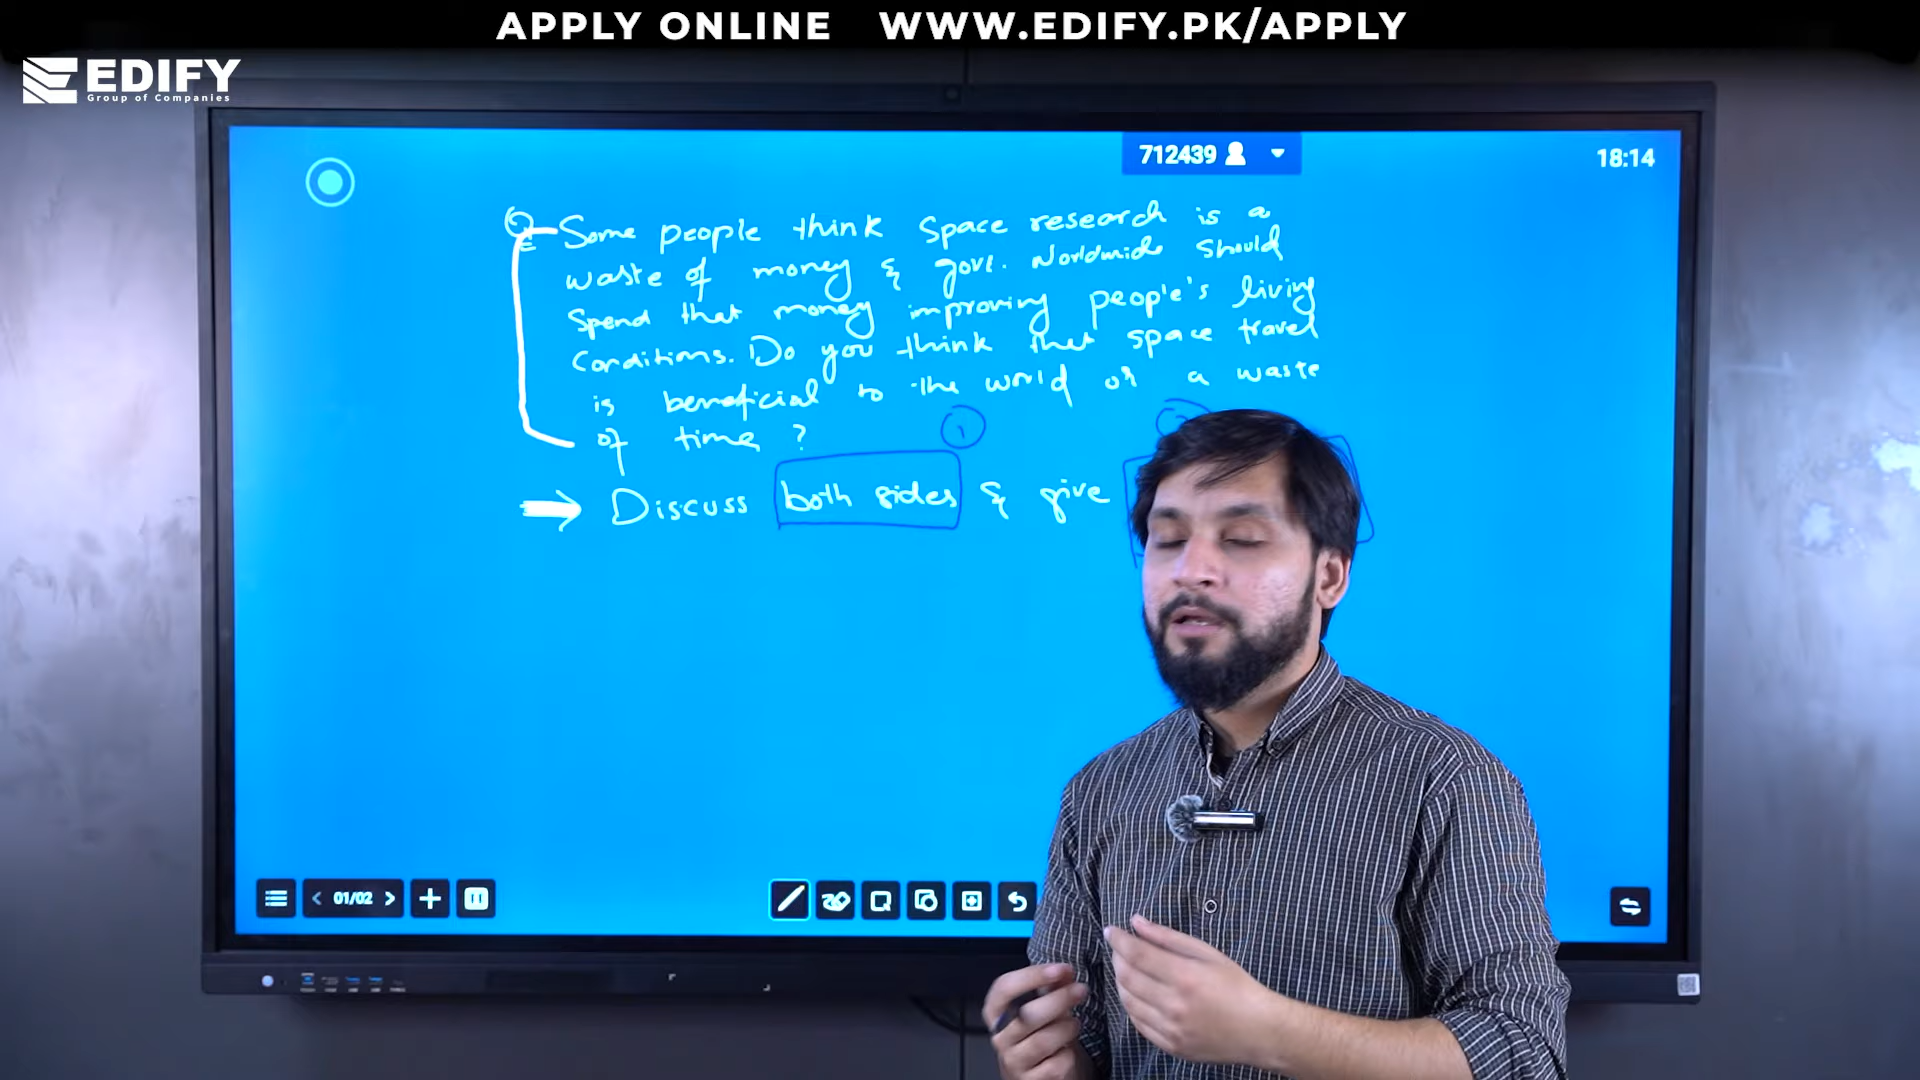 APPLY ONLINE WWW.EDIFY.PK/APPLY
EDIFY
Group of Companies
712439
18:14
Q Some people think space research is a
waste of money & govt. worldwide should
spend that money improving people's living
conditions. Do you think that space travel
is beneficial to the world or a waste
of time ?
1
→ Discuss both sides & give
01/02